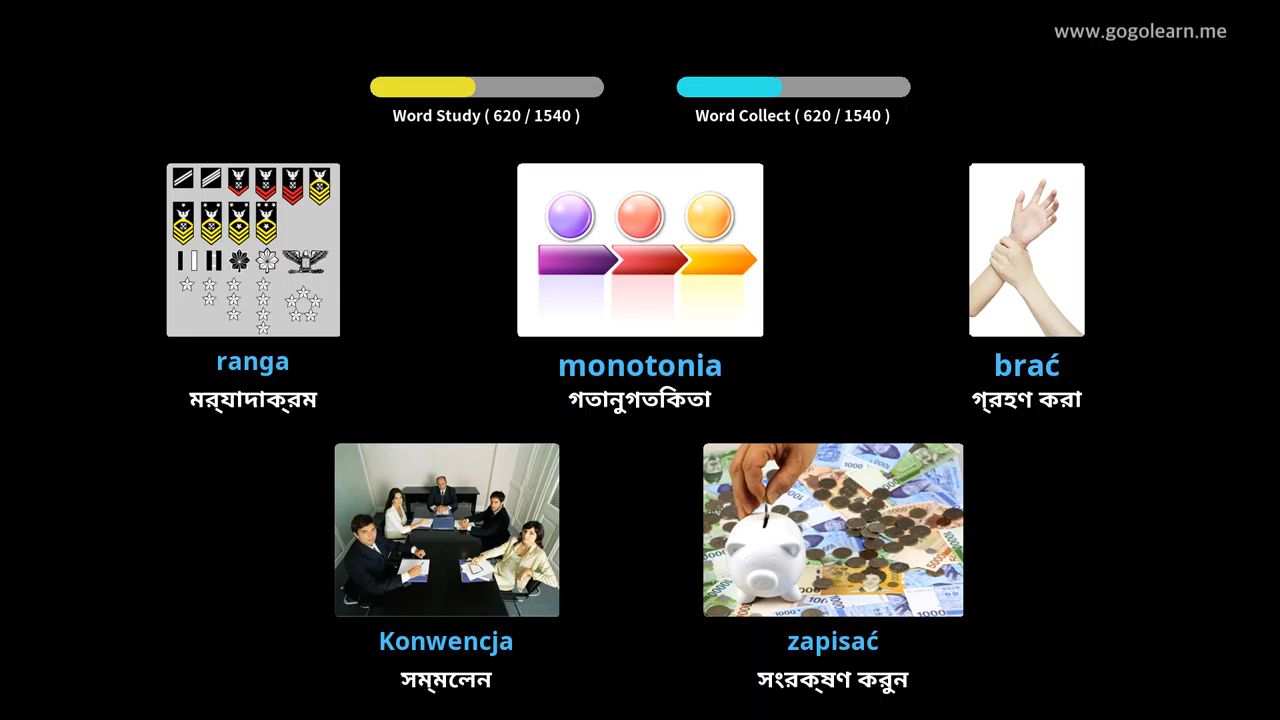 www.gogolearn.me
Word Study ( 620 / 1540 )
Word Collect ( 620 / 1540 )
ranga
monotonia
brać
মর্যাদাক্রম
গতানুগতিকতা
গ্রহণ করা
Konwencja
zapisać
সম্মলেন
সংরক্ষণ করুন